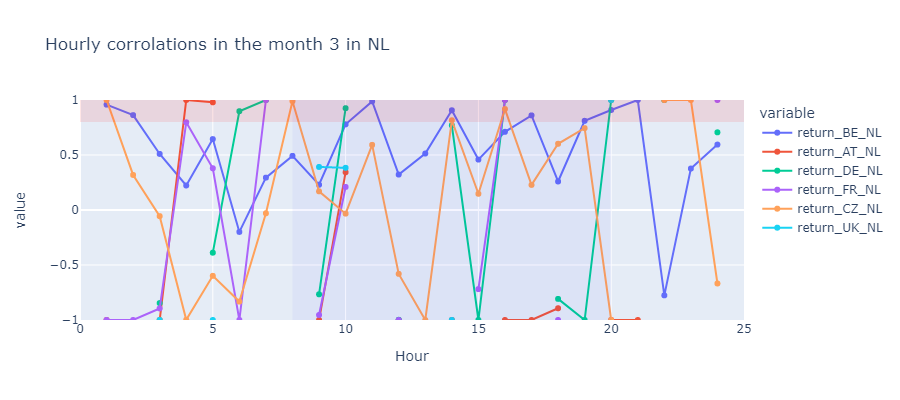 Hourly corrolations in the month 3 in NL
variable
return_BE_NL
return_AT_NL
return_DE_NL
return_FR_NL
return_CZ_NL
return_UK_NL
value
1
0.5
0
−0.5
−1
0
5
10
15
20
25
Hour